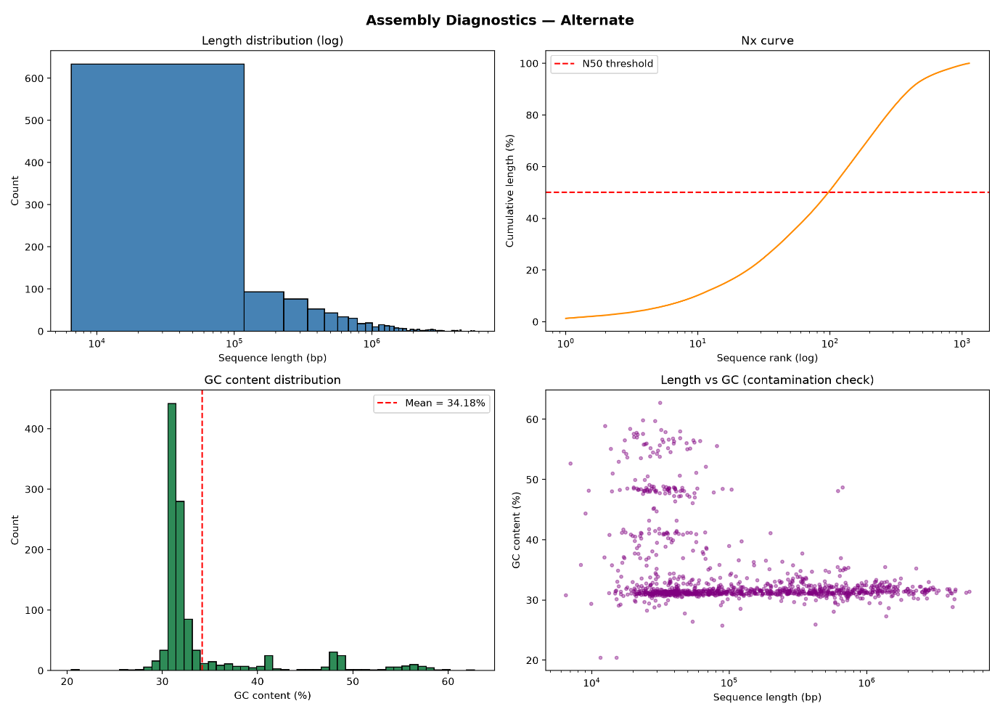 Assembly Diagnostics — Alternate
Length distribution (log)
Count
600
500
400
300
200
100
0
10⁴
10⁵
10⁶
Sequence length (bp)
Nx curve
N50 threshold
Cumulative length (%)
100
80
60
40
20
0
10⁰
10¹
10²
10³
Sequence rank (log)
GC content distribution
Mean = 34.18%
Count
400
300
200
100
0
20
30
40
50
60
GC content (%)
Length vs GC (contamination check)
GC content (%)
60
50
40
30
20
10⁴
10⁵
10⁶
Sequence length (bp)